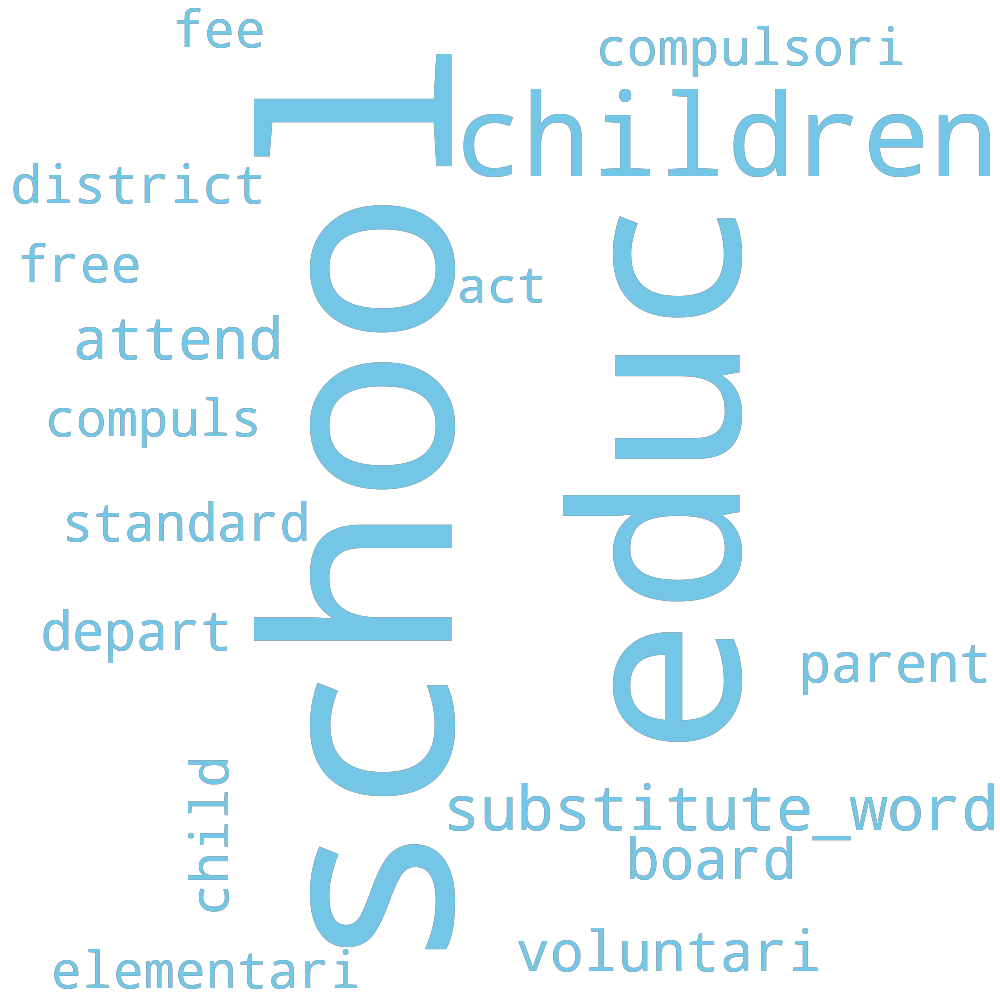 fee
compulsori
children
district
school
educ
free
act
attend
compuls
standard
depart
parent
child
substitute_word
board
voluntari
elementari